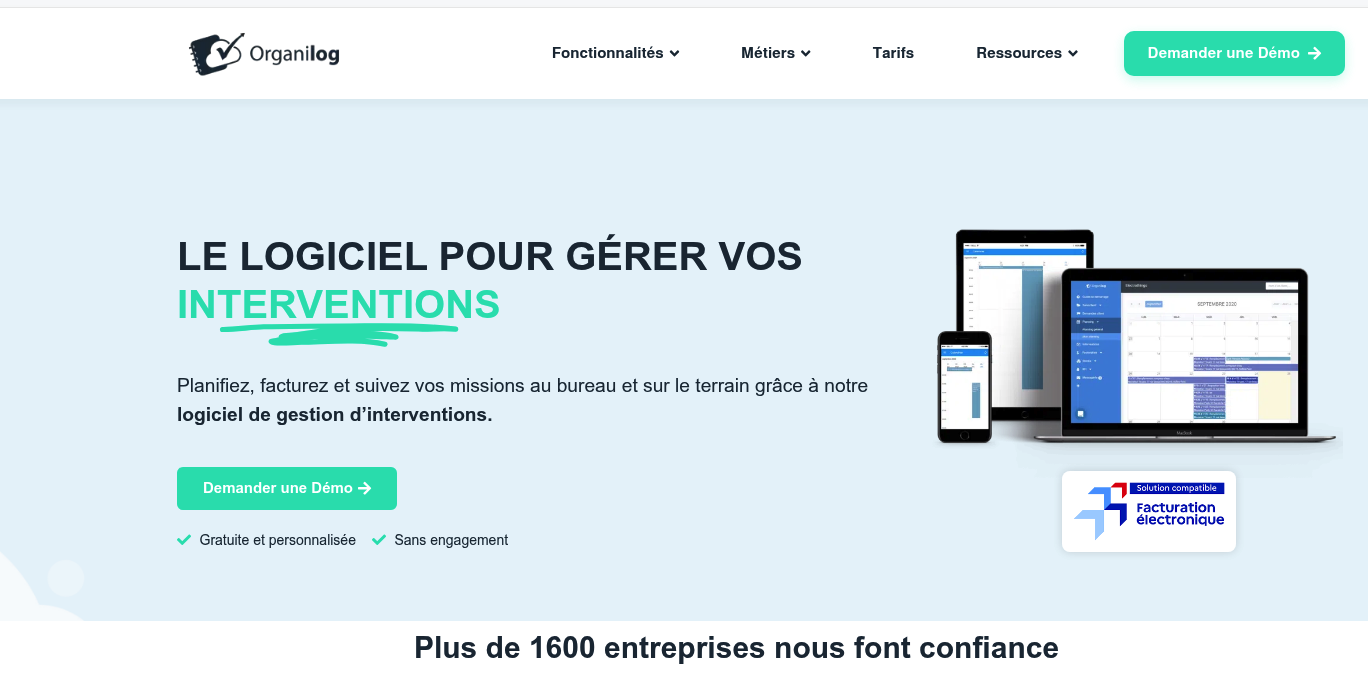 Organilog
Fonctionnalités
Métiers
Tarifs
Ressources
Demander une Démo
LE LOGICIEL POUR GÉRER VOS
INTERVENTIONS
Planifiez, facturez et suivez vos missions au bureau et sur le terrain grâce à notre
logiciel de gestion d’interventions.
Demander une Démo
Gratuite et personnalisée
Sans engagement
SEPTEMBRE 2020
Solution compatible
Facturation
électronique
Plus de 1600 entreprises nous font confiance